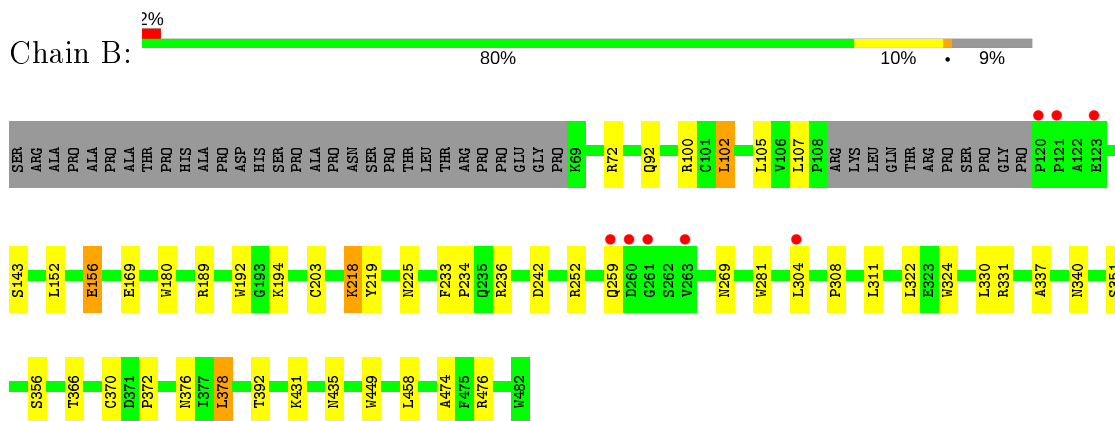 2%
Chain B:
80% 10% • 9%
SER ARG ALA PRO ALA PRO ALA THR PRO HIS ALA PRO ASP HIS SER PRO ALA PRO ASN SER PRO THR LEU THR ARG PRO PRO GLU GLY PRO K69 R72 Q92 R100 C101 L102 L105 V106 L107 P108 ARG LYS LEU GLN THR ARG PRO SER PRO GLY PRO P120 P121 A122 E123
S143 L152 E156 E169 W180 R189 W192 G193 K194 C203 K218 Y219 N225 F233 P234 Q235 R236 D242 R252 Q259 D260 G261 S262 V263 N269 W281 L304 P308 L311 L322 E323 W324 L330 R331 A337 N340 S351
S356 T366 C370 D371 P372 N376 I377 L378 T392 K431 N435 W449 L458 A474 F475 R476 W482